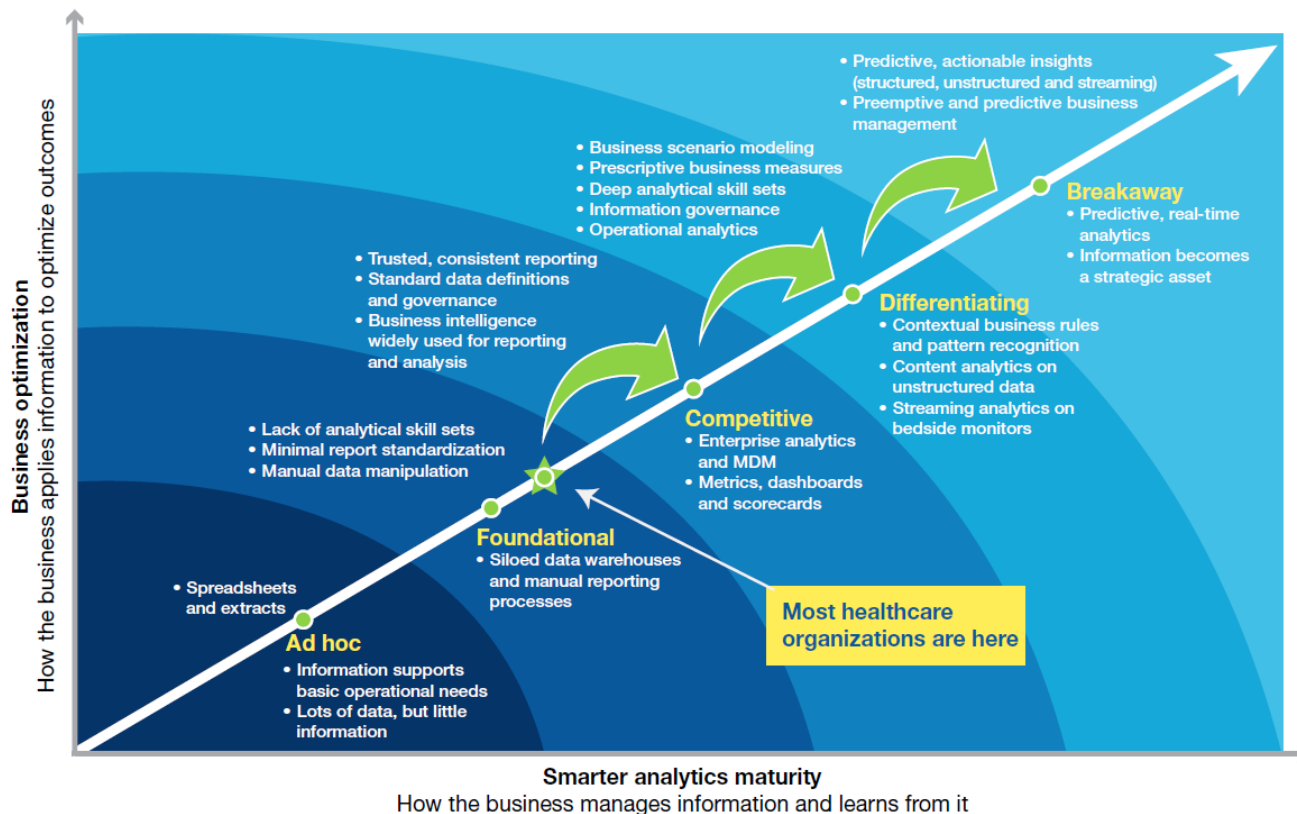 Business optimization
How the business applies information to optimize outcomes
• Predictive, actionable insights
(structured, unstructured and streaming)
• Preemptive and predictive business
management
• Business scenario modeling
• Prescriptive business measures
• Deep analytical skill sets
• Information governance
• Operational analytics
Breakaway
• Predictive, real-time
analytics
• Information becomes
a strategic asset
• Trusted, consistent reporting
• Standard data definitions
and governance
• Business intelligence
widely used for reporting
and analysis
Differentiating
• Contextual business rules
and pattern recognition
• Content analytics on
unstructured data
• Streaming analytics on
bedside monitors
• Lack of analytical skill sets
• Minimal report standardization
• Manual data manipulation
Competitive
• Enterprise analytics
and MDM
• Metrics, dashboards
and scorecards
Foundational
• Siloed data warehouses
and manual reporting
processes
• Spreadsheets
and extracts
Most healthcare
organizations are here
Ad hoc
• Information supports
basic operational needs
• Lots of data, but little
information
Smarter analytics maturity
How the business manages information and learns from it